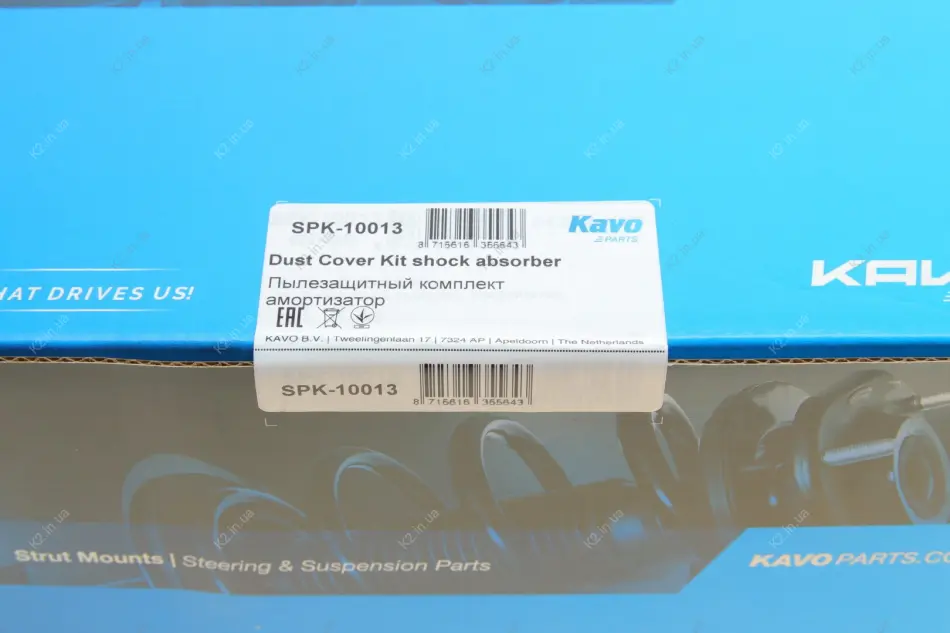 SPK-10013
8 715616 355643
Kavo
PARTS
Dust Cover Kit shock absorber
Пылезащитный комплект
амортизатор
EAC
KAVO B.V. | Tweelingenlaan 17 | 7324 AP | Apeldoorn | The Netherlands
HAT DRIVES US!
KAV
SPK-10013
8 715616 355643
Strut Mounts | Steering & Suspension Parts
KAVOPARTS.CO
K2.in.ua